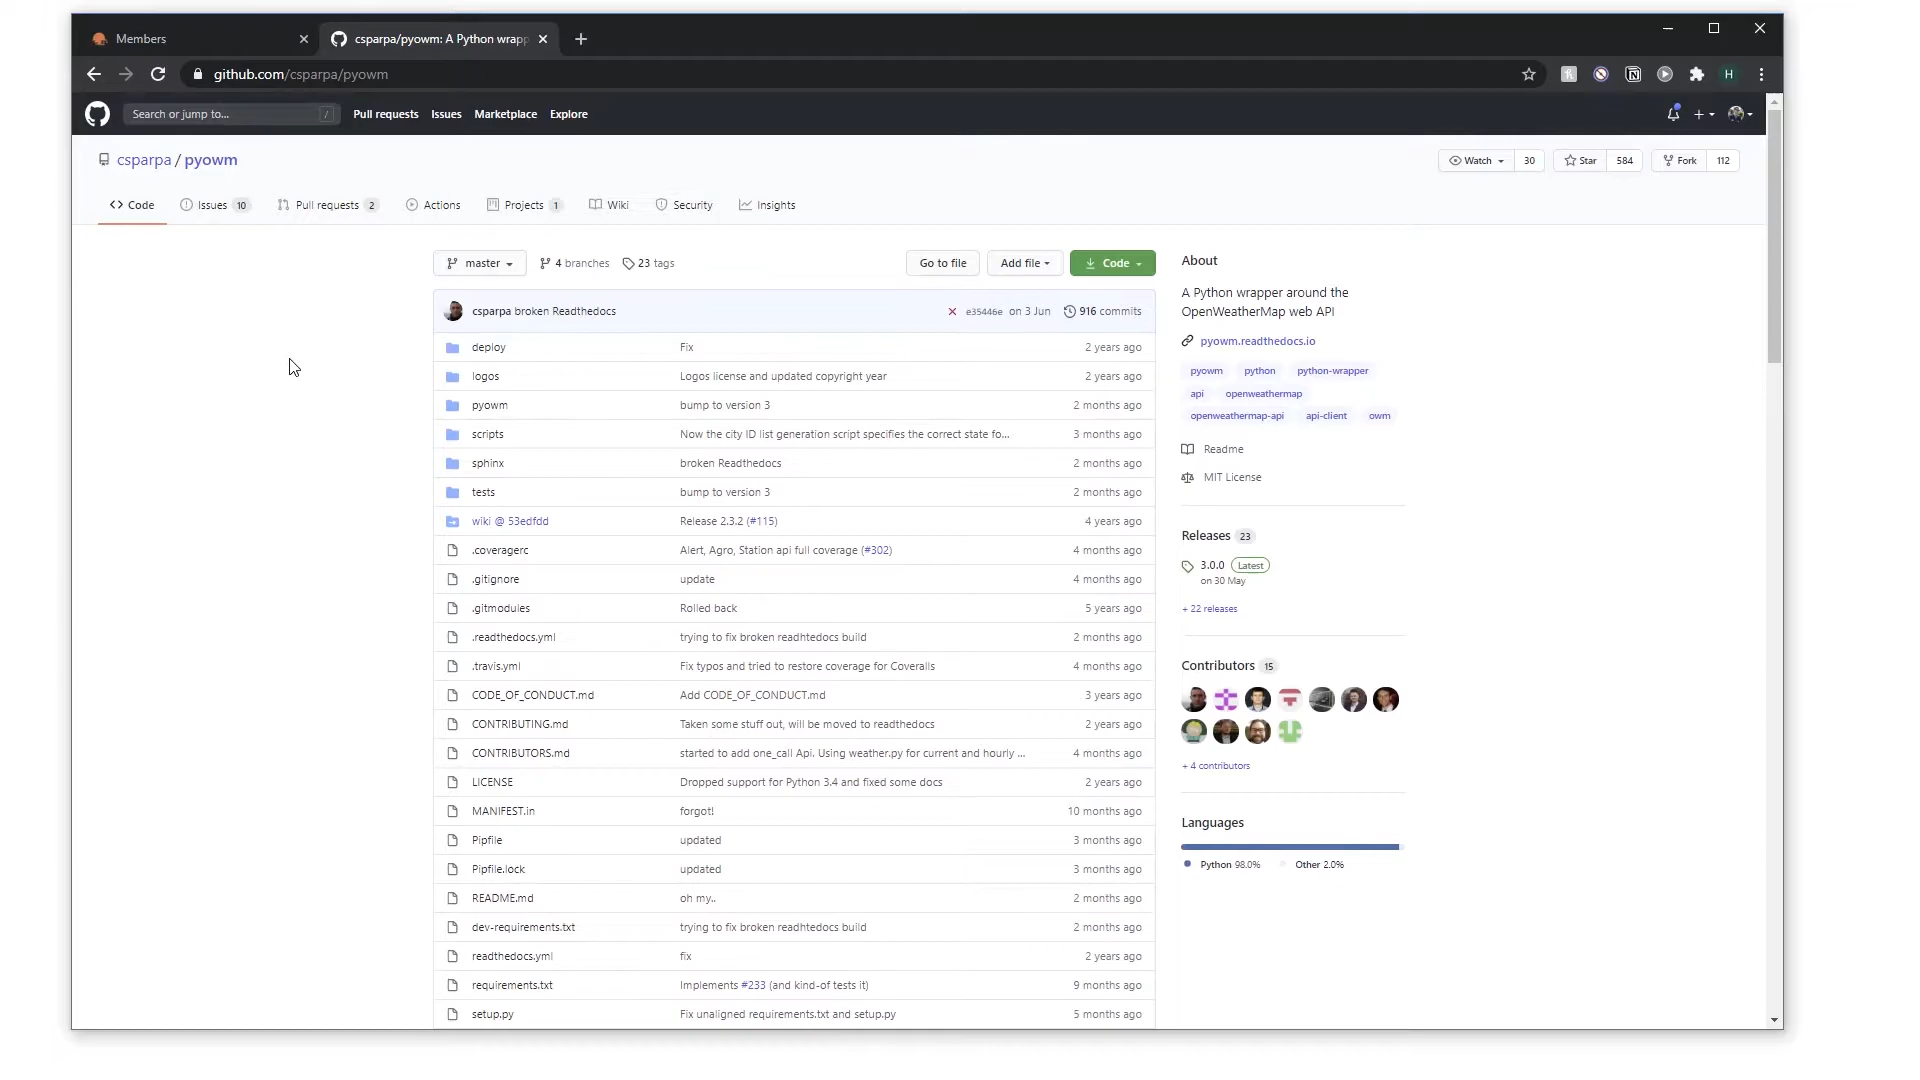 Members
csparpa/pyowm: A Python wrapp
github.com/csparpa/pyowm
H
Search or jump to... /
Pull requests Issues Marketplace Explore
csparpa / pyowm
Watch 30 Star 584 Fork 112
Code Issues 10 Pull requests 2 Actions Projects 1 Wiki Security Insights
master 4 branches 23 tags Go to file Add file Code
csparpa broken Readthedocs e35446e on 3 Jun 916 commits
deploy Fix 2 years ago
logos Logos license and updated copyright year 2 years ago
pyowm bump to version 3 2 months ago
scripts Now the city ID list generation script specifies the correct state fo... 3 months ago
sphinx broken Readthedocs 2 months ago
tests bump to version 3 2 months ago
wiki @ 53edfdd Release 2.3.2 (#115) 4 years ago
.coveragerc Alert, Agro, Station api full coverage (#302) 4 months ago
.gitignore update 4 months ago
.gitmodules Rolled back 5 years ago
.readthedocs.yml trying to fix broken readhtedocs build 2 months ago
.travis.yml Fix typos and tried to restore coverage for Coveralls 4 months ago
CODE_OF_CONDUCT.md Add CODE_OF_CONDUCT.md 3 years ago
CONTRIBUTING.md Taken some stuff out, will be moved to readthedocs 2 years ago
CONTRIBUTORS.md started to add one_call Api. Using weather.py for current and hourly ... 4 months ago
LICENSE Dropped support for Python 3.4 and fixed some docs 2 years ago
MANIFEST.in forgot! 10 months ago
Pipfile updated 3 months ago
Pipfile.lock updated 3 months ago
README.md oh my.. 2 months ago
dev-requirements.txt trying to fix broken readhtedocs build 2 months ago
readthedocs.yml fix 2 years ago
requirements.txt Implements #233 (and kind-of tests it) 9 months ago
setup.py Fix unaligned requirements.txt and setup.py 5 months ago
About
A Python wrapper around the
OpenWeatherMap web API
pyowm.readthedocs.io
pyowm python python-wrapper
api openweathermap
openweathermap-api api-client owm
Readme
MIT License
Releases 23
3.0.0 Latest
on 30 May
+ 22 releases
Contributors 15
+ 4 contributors
Languages
Python 98.0% Other 2.0%